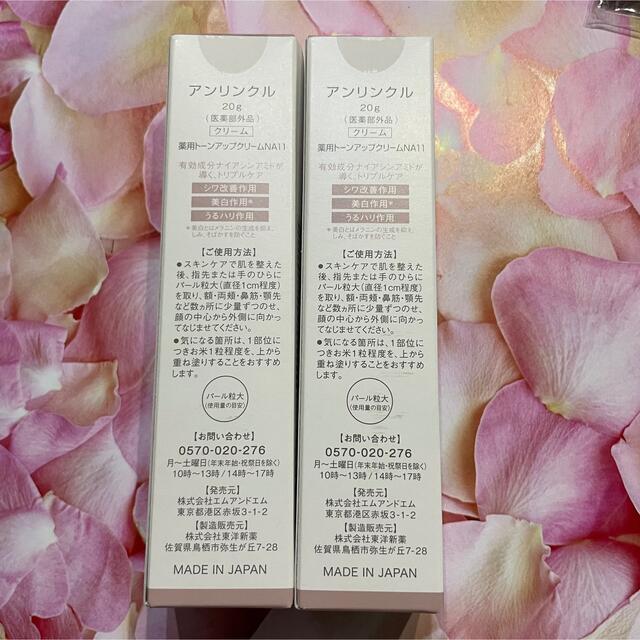 アンリンクル
20g
（医薬部外品）
クリーム
薬用トーンアップクリームNA11
有効成分ナイアシンアミドが
導く、トリプルケア
シワ改善作用
美白作用*
うるハリ作用
*美白とはメラニンの生成を抑え、
しみ、そばかすを防ぐこと
【ご使用方法】
●スキンケアで肌を整えた
後、指先または手のひらに
パール粒大（直径1cm程度）
を取り、額・両頬・鼻筋・顎先
など数ヵ所に少量ずつのせ、
顔の中心から外側に向かっ
てなじませてください。
●気になる箇所は、1部位に
つきお米1粒程度を、上から
重ね塗りすることをおすすめ
します。
パール粒大
（使用量の目安）
【お問い合わせ】
0570-020-276
月〜土曜日（年末年始・祝祭日を除く）
10時〜13時/14時〜17時
【発売元】
株式会社エムアンドエム
東京都港区赤坂3-1-2
【製造販売元】
株式会社東洋新薬
佐賀県鳥栖市弥生が丘7-28
MADE IN JAPAN
アンリンクル
20g
（医薬部外品）
クリーム
薬用トーンアップクリームNA11
有効成分ナイアシンアミドが
導く、トリプルケア
シワ改善作用
美白作用*
うるハリ作用
*美白とはメラニンの生成を抑え、
しみ、そばかすを防ぐこと
【ご使用方法】
●スキンケアで肌を整えた
後、指先または手のひらに
パール粒大（直径1cm程度）
を取り、額・両頬・鼻筋・顎先
など数ヵ所に少量ずつのせ、
顔の中心から外側に向かっ
てなじませてください。
●気になる箇所は、1部位に
つきお米1粒程度を、上から
重ね塗りすることをおすすめ
します。
パール粒大
（使用量の目安）
【お問い合わせ】
0570-020-276
月〜土曜日（年末年始・祝祭日を除く）
10時〜13時/14時〜17時
【発売元】
株式会社エムアンドエム
東京都港区赤坂3-1-2
【製造販売元】
株式会社東洋新薬
佐賀県鳥栖市弥生が丘7-28
MADE IN JAPAN